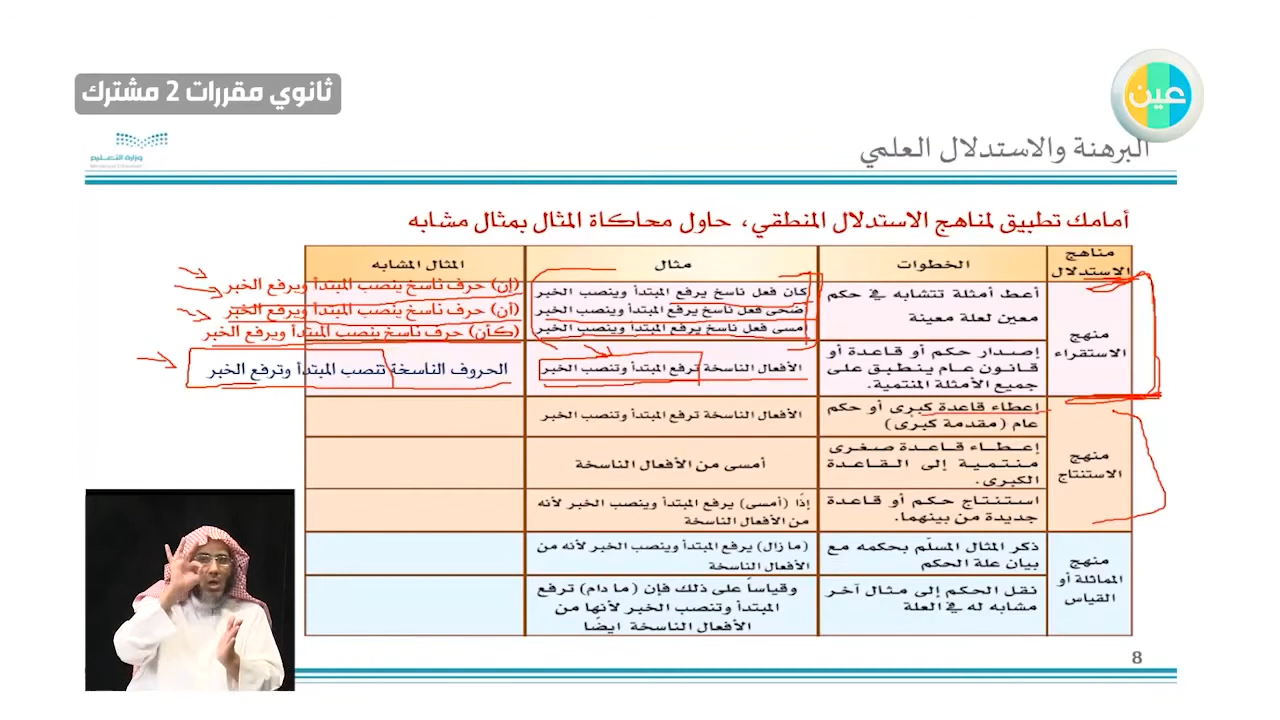 ثانوي مقررات 2 مشترك
عين
وزارة التعليم
Ministry of Education
البرهنة والاستدلال العلمي
أمامك تطبيق لمناهج الاستدلال المنطقي، حاول محاكاة المثال بمثال مشابه
مناهج
الاستدلال
الخطوات
مثال
المثال المشابه
منهج
الاستقراء
أعط أمثلة تتشابه في حكم
معين لعلة معينة
كان فعل ناسخ يرفع المبتدأ وينصب الخبر
ضحى فعل ناسخ يرفع المبتدأ وينصب الخبر
مسى فعل ناسخ يرفع المبتدأ وينصب الخبر
(إن) حرف ناسخ ينصب المبتدأ ويرفع الخبر
(أن) حرف ناسخ ينصب المبتدأ ويرفع الخبر
(كأن) حرف ناسخ ينصب المبتدأ ويرفع الخبر
إصدار حكم أو قاعدة أو
قانون عام ينطبق على
جميع الأمثلة المنتمية.
الأفعال الناسخة ترفع المبتدأ وتنصب الخبر
الحروف الناسخة تنصب المبتدأ وترفع الخبر
منهج
الاستنتاج
إعطاء قاعدة كبرى أو حكم
عام (مقدمة كبرى)
الأفعال الناسخة ترفع المبتدأ وتنصب الخبر
إعطاء قاعدة صغرى
منتمية إلى القاعدة
الكبرى.
أمسى من الأفعال الناسخة
استنتاج حكم أو قاعدة
جديدة من بينهما.
إذًا (أمسى) يرفع المبتدأ وينصب الخبر لأنه
من الأفعال الناسخة
منهج
المماثلة أو
القياس
ذكر المثال المسلّم بحكمه مع
بيان علة الحكم
(ما زال) يرفع المبتدأ وينصب الخبر لأنه من
الأفعال الناسخة
نقل الحكم إلى مثال آخر
مشابه له في العلة
وقياساً على ذلك فإن (ما دام) ترفع
المبتدأ وتنصب الخبر لأنها من
الأفعال الناسخة ايضًا
8